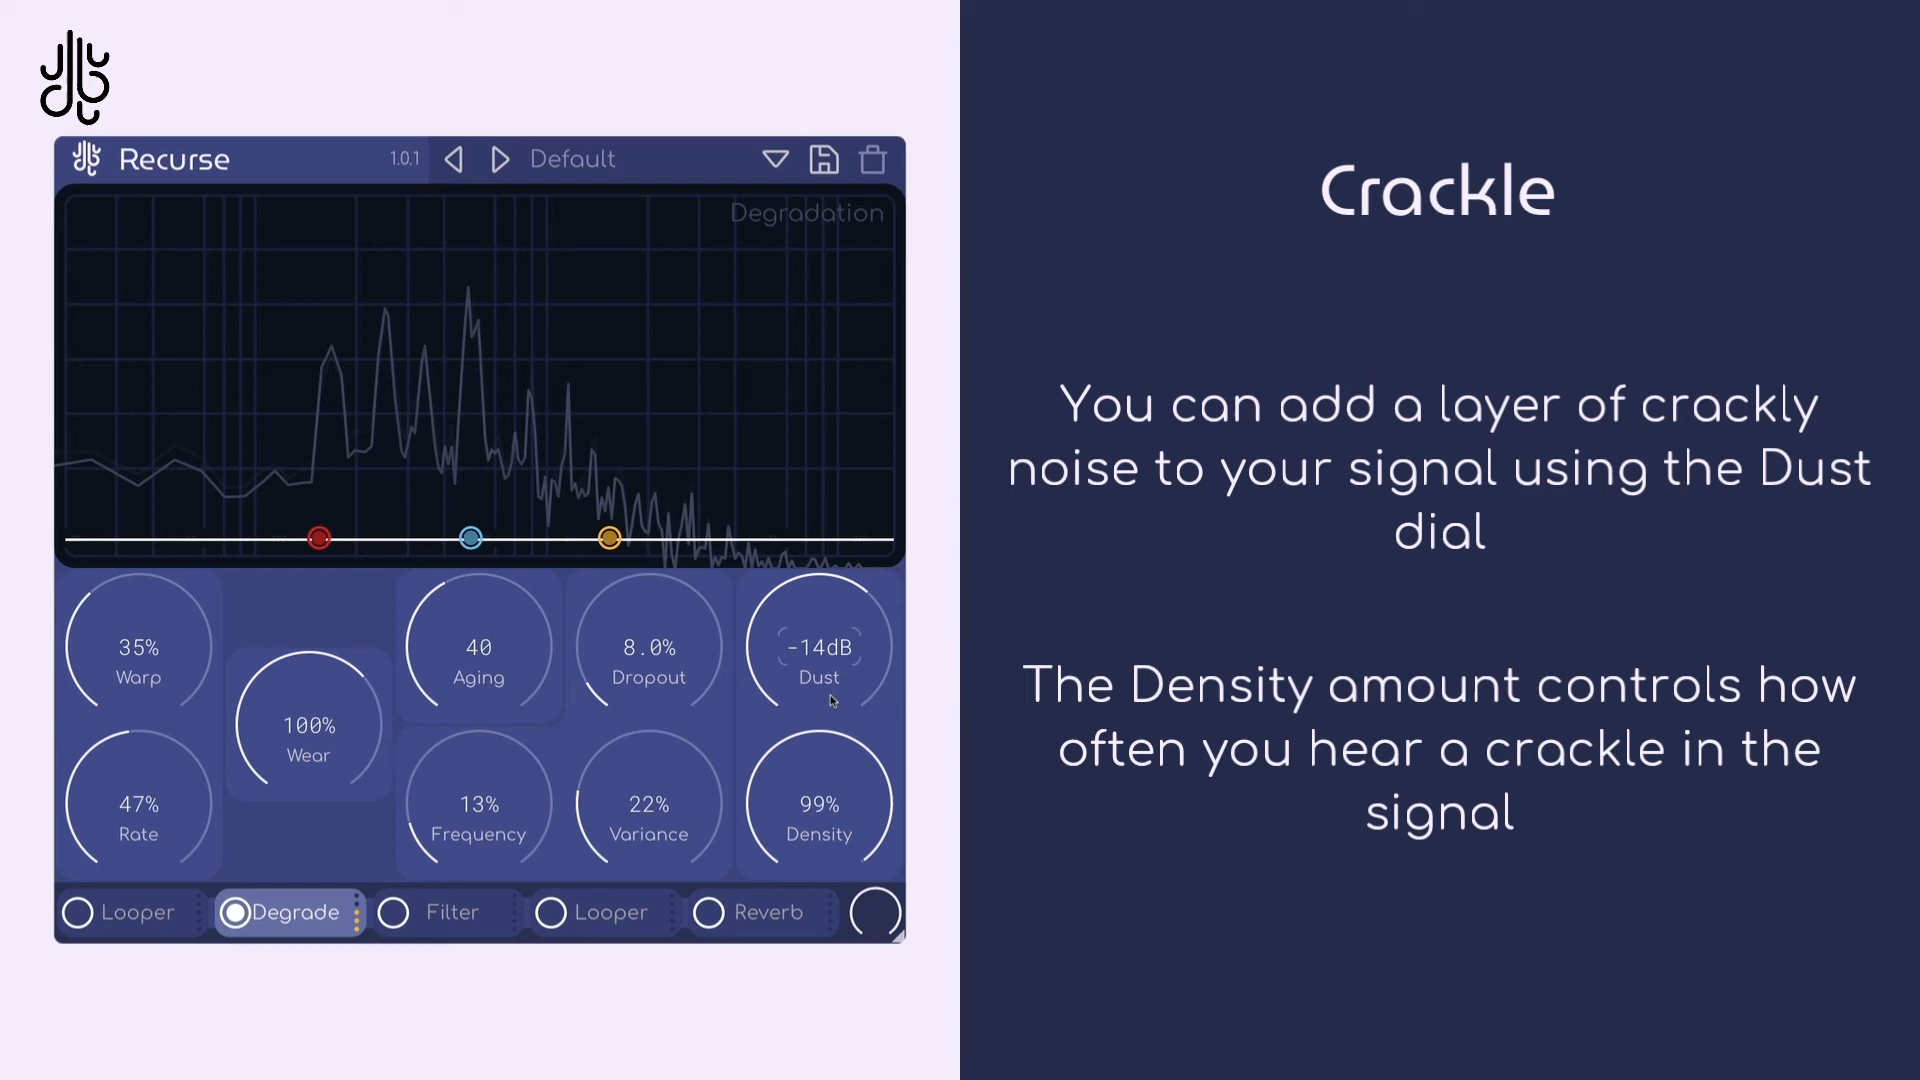 Recurse
1.0.1
Default
Degradation
Crackle
You can add a layer of crackly
noise to your signal using the Dust
dial
The Density amount controls how
often you hear a crackle in the
signal
35%
Warp
100%
Wear
40
Aging
8.0%
Dropout
-14dB
Dust
47%
Rate
13%
Frequency
22%
Variance
99%
Density
Looper
Degrade
Filter
Looper
Reverb